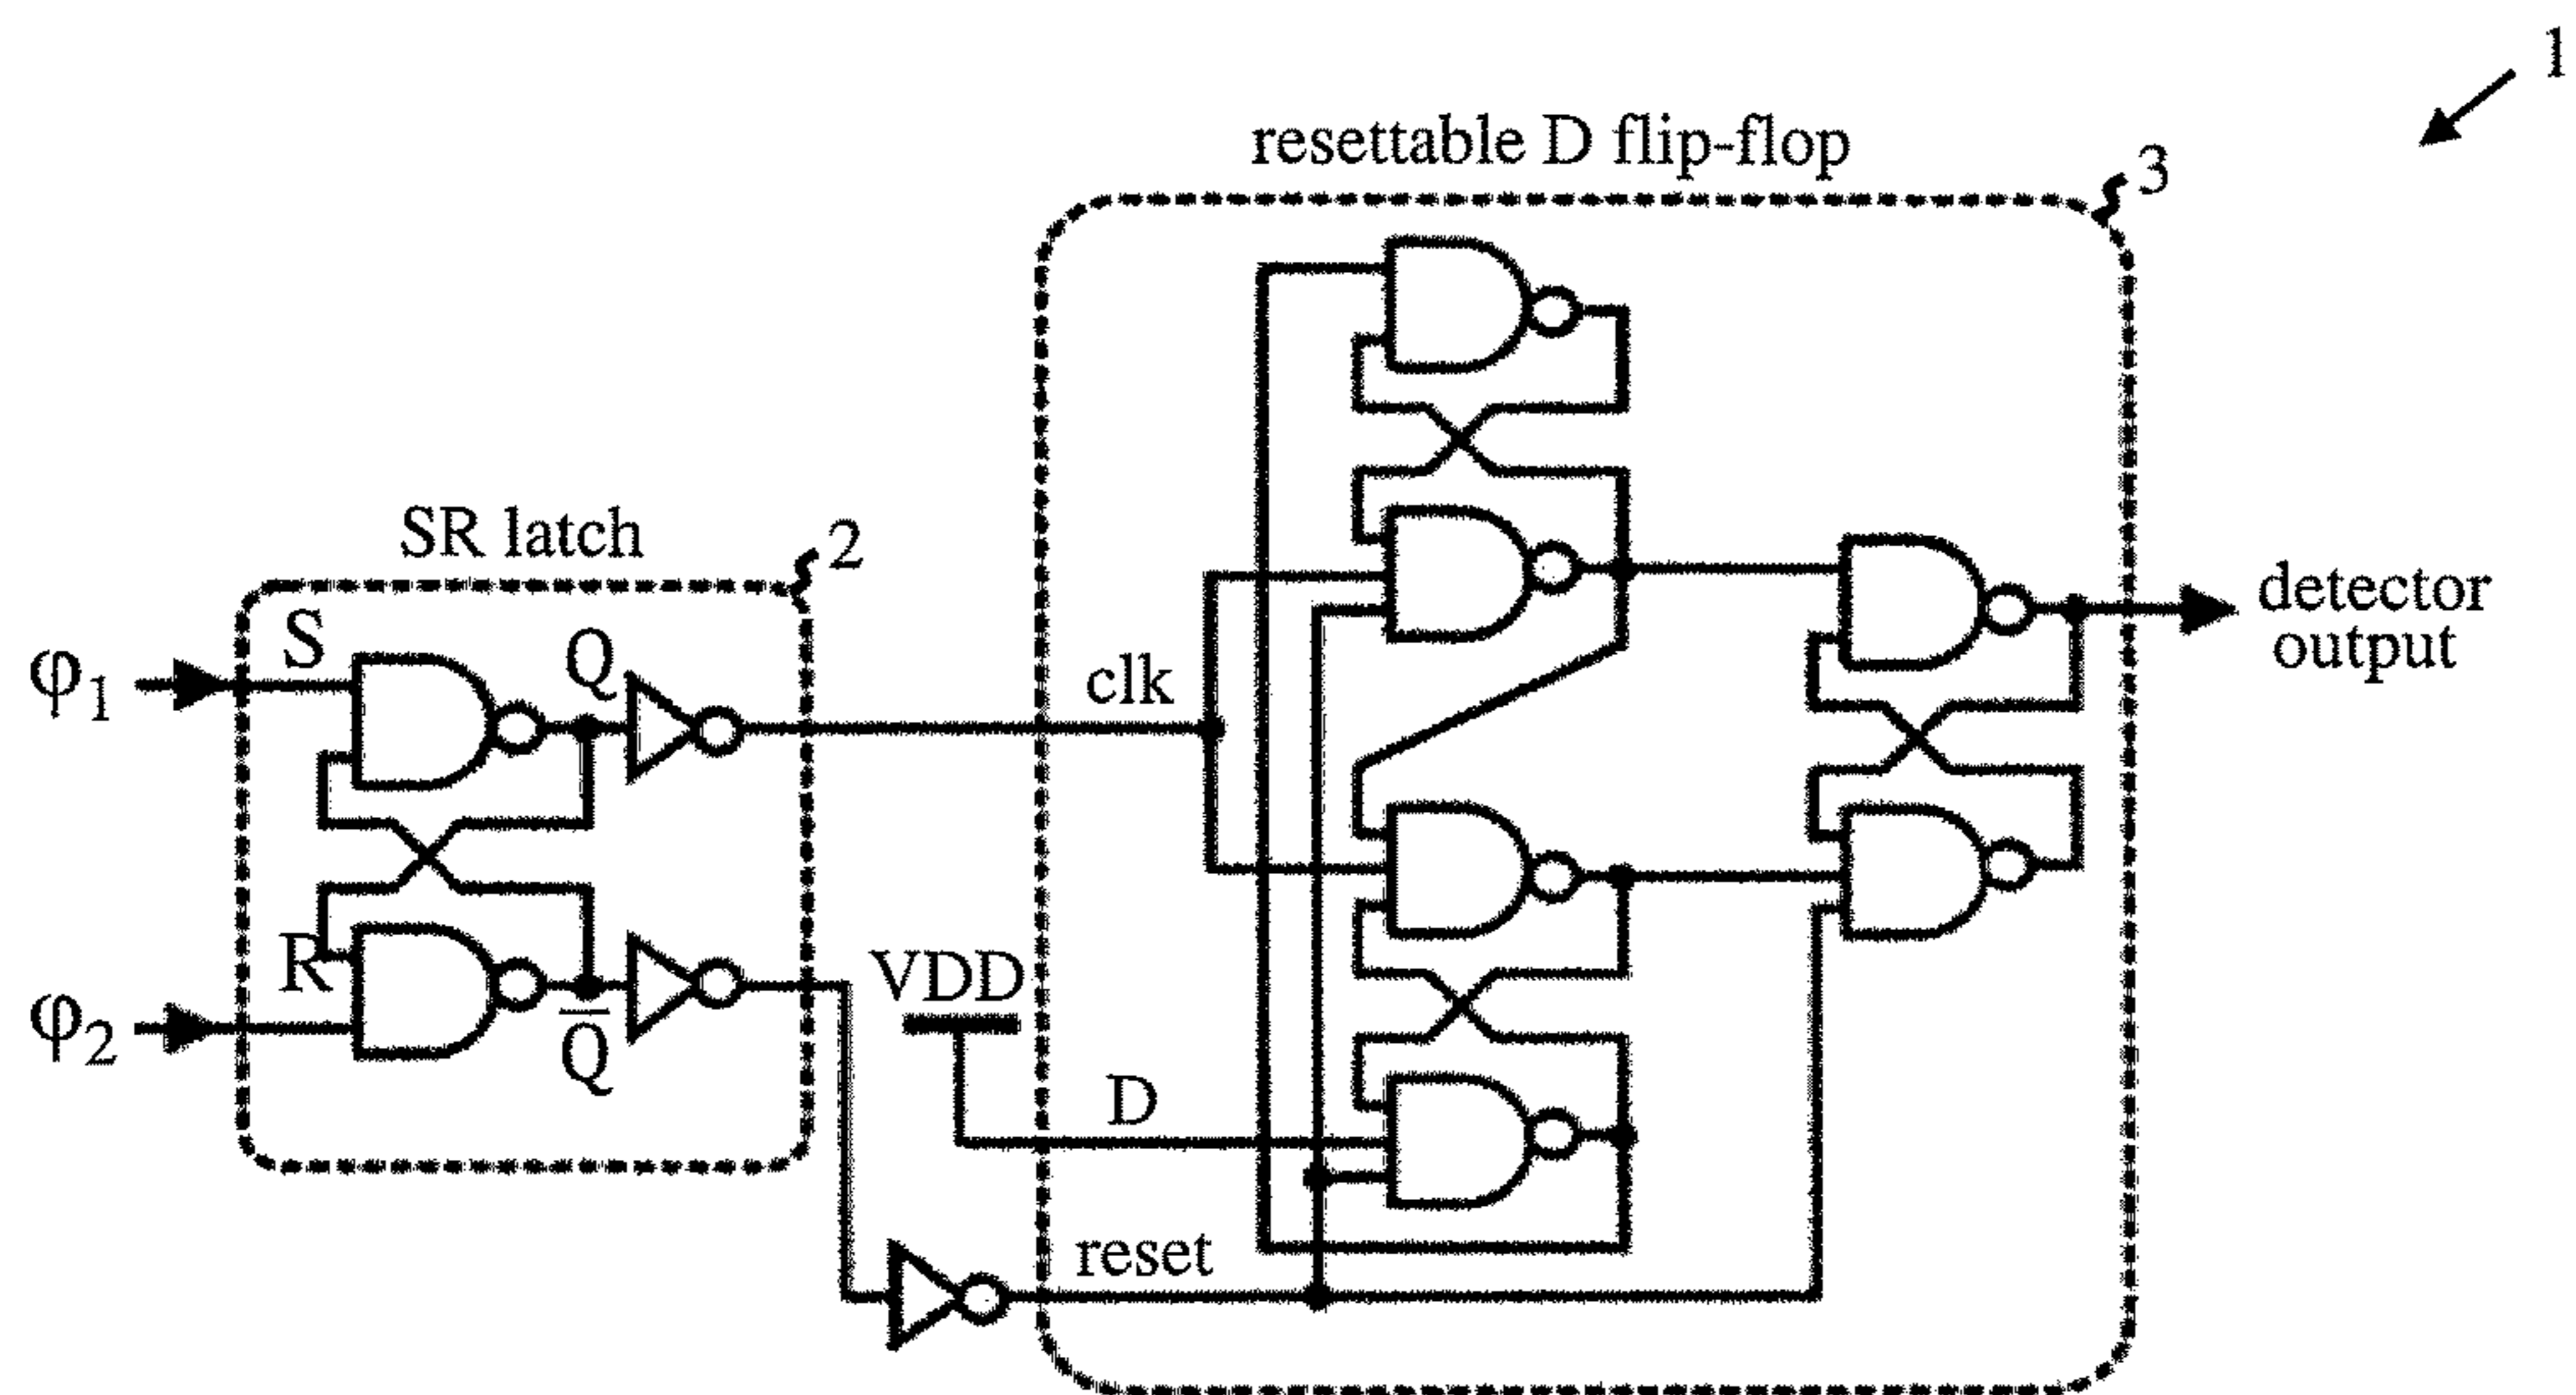 1
resettable D flip-flop
3
SR latch
2
S
Q
φ1
clk
detector
output
R
VDD
φ2
Q̅
D
reset